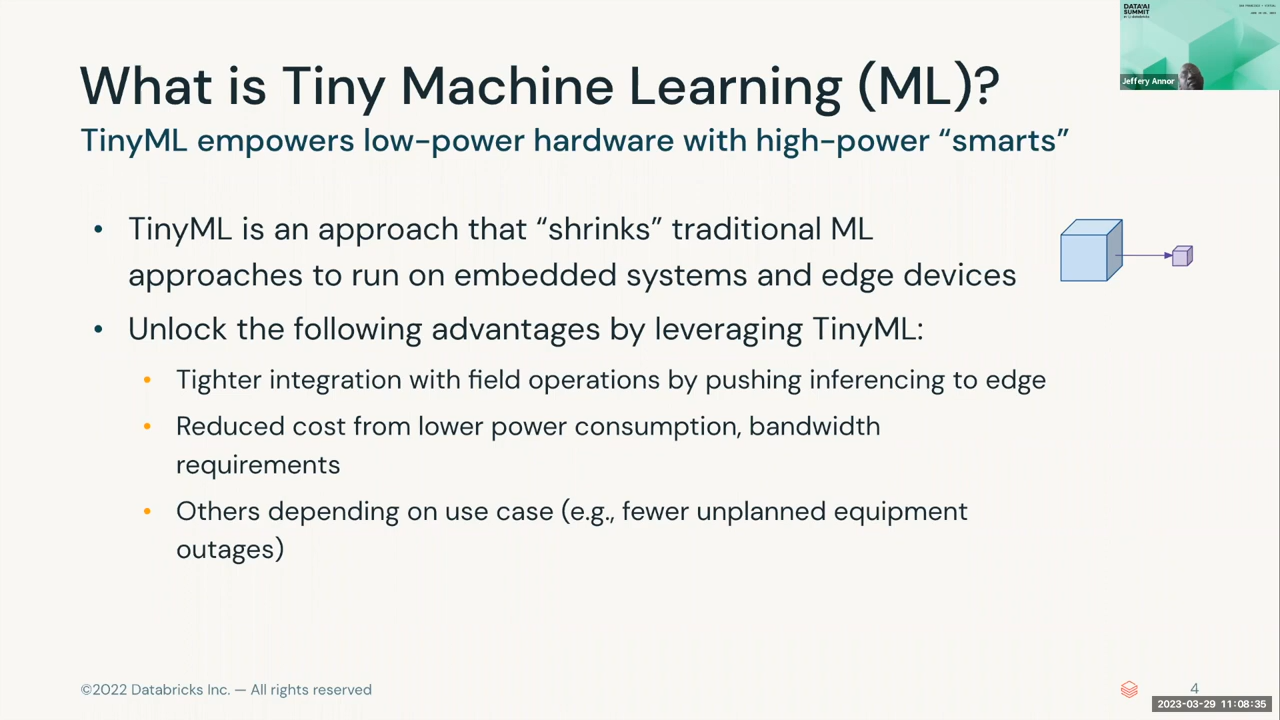 What is Tiny Machine Learning (ML)?
TinyML empowers low-power hardware with high-power “smarts”
• TinyML is an approach that “shrinks” traditional ML
approaches to run on embedded systems and edge devices
• Unlock the following advantages by leveraging TinyML:
• Tighter integration with field operations by pushing inferencing to edge
• Reduced cost from lower power consumption, bandwidth
requirements
• Others depending on use case (e.g., fewer unplanned equipment
outages)
©2022 Databricks Inc. — All rights reserved
4
DATA+AI
SUMMIT
Jeffery Annor
2023-03-29 11:08:35